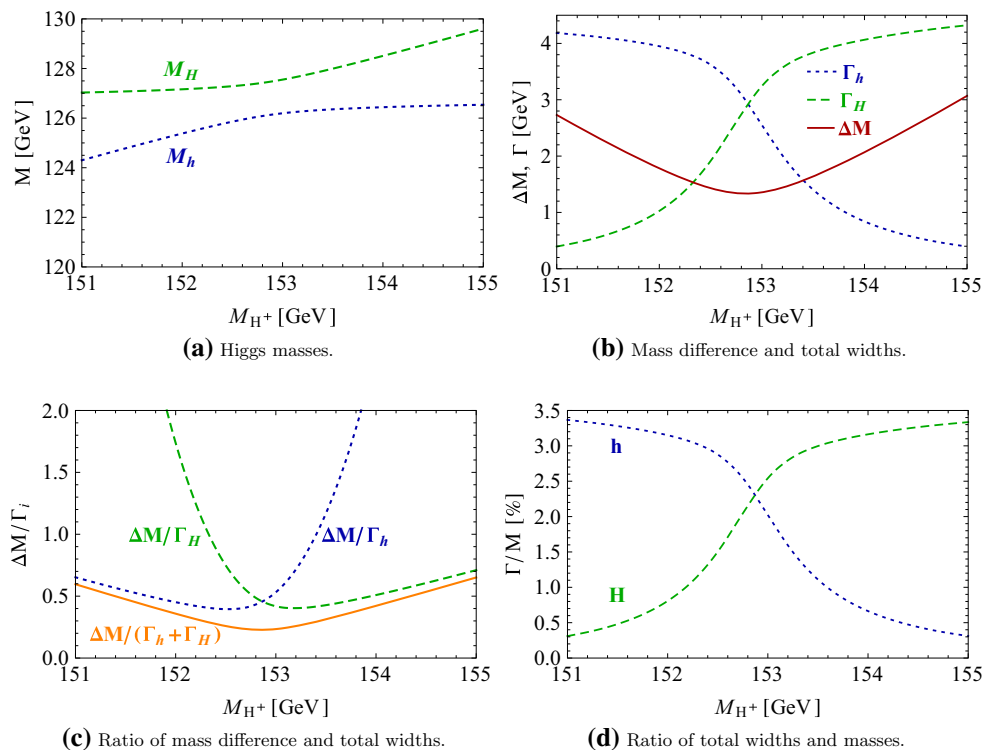 130
128
126
124
122
120
M [GeV]
M_H
M_h
151 152 153 154 155
M_H+ [GeV]
(a) Higgs masses.
4
3
2
1
0
ΔM, Γ [GeV]
Γ_h
Γ_H
ΔM
151 152 153 154 155
M_H+ [GeV]
(b) Mass difference and total widths.
2.0
1.5
1.0
0.5
0.0
ΔM/Γ_i
ΔM/Γ_H
ΔM/Γ_h
ΔM/(Γ_h+Γ_H)
151 152 153 154 155
M_H+ [GeV]
(c) Ratio of mass difference and total widths.
3.5
3.0
2.5
2.0
1.5
1.0
0.5
0.0
Γ/M [%]
h
H
151 152 153 154 155
M_H+ [GeV]
(d) Ratio of total widths and masses.